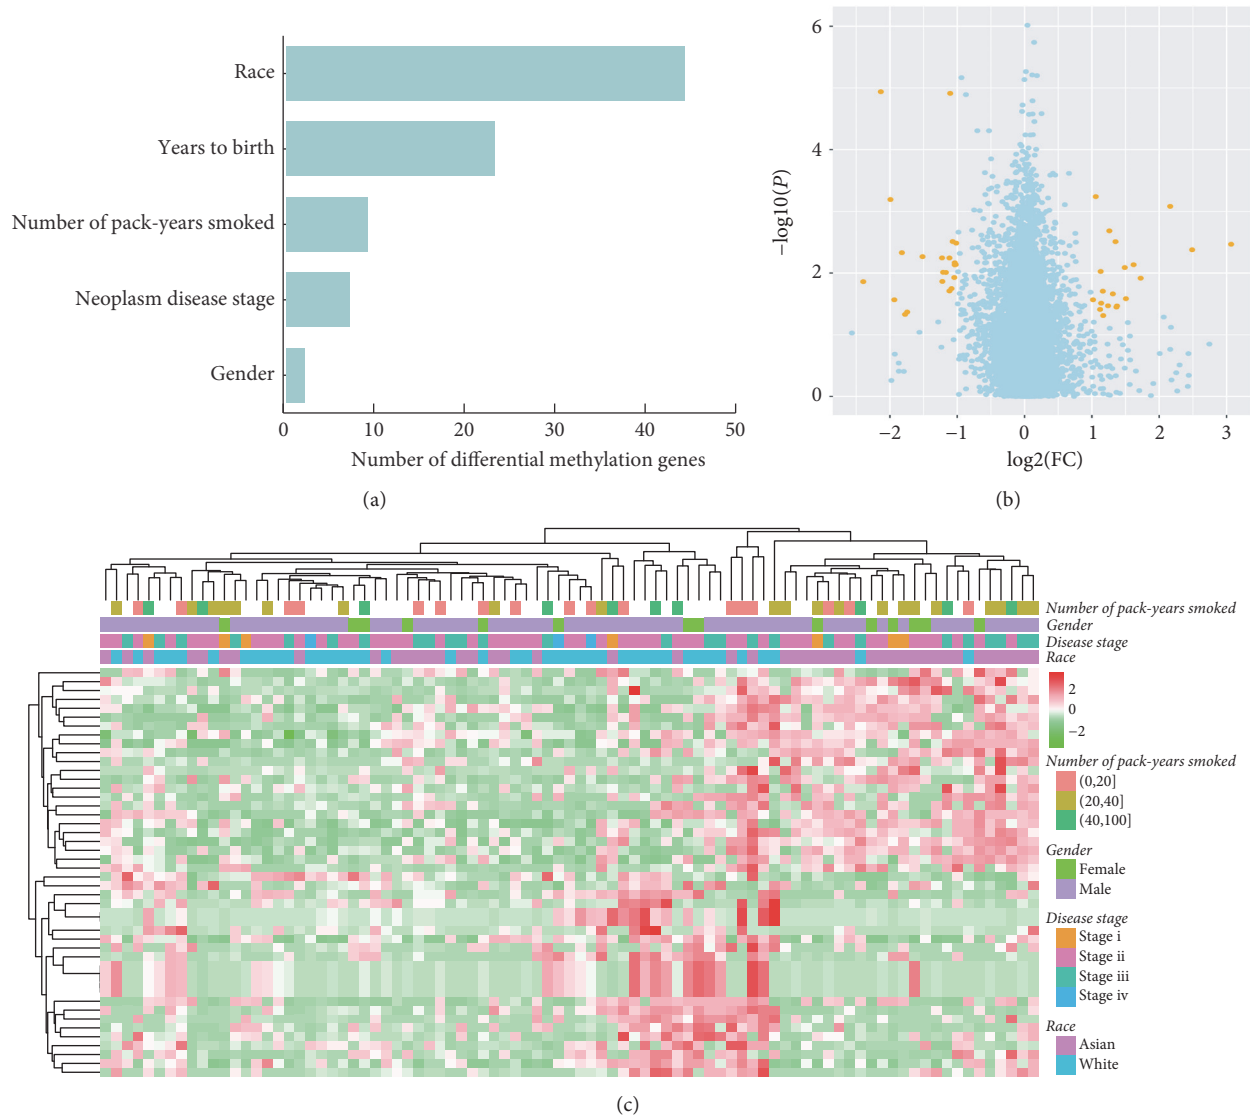 Race
Years to birth
Number of pack-years smoked
Neoplasm disease stage
Gender
0 10 20 30 40 50
Number of differential methylation genes
(a)
6
4
2
0
−log10(P)
−2 −1 0 1 2 3
log2(FC)
(b)
Number of pack-years smoked
Gender
Disease stage
Race
2
0
−2
Number of pack-years smoked
(0,20]
(20,40]
(40,100]
Gender
Female
Male
Disease stage
Stage i
Stage ii
Stage iii
Stage iv
Race
Asian
White
(c)